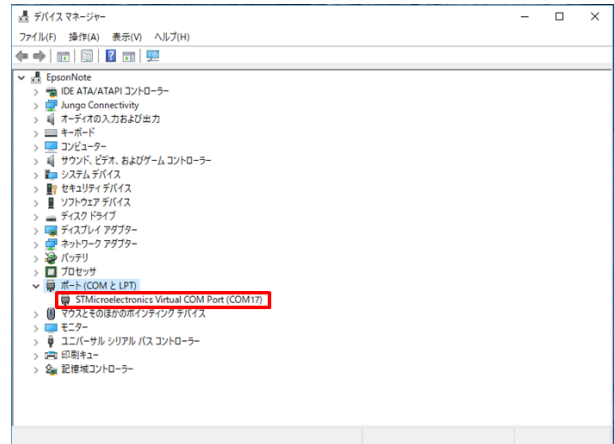 デバイス マネージャー
ファイル(F) 操作(A) 表示(V) ヘルプ(H)
EpsonNote
IDE ATA/ATAPI コントローラー
Jungo Connectivity
オーディオの入力および出力
キーボード
コンピューター
サウンド、ビデオ、およびゲーム コントローラー
システム デバイス
セキュリティ デバイス
ソフトウェア デバイス
ディスク ドライブ
ディスプレイ アダプター
ネットワーク アダプター
バッテリ
プロセッサ
ポート (COM と LPT)
STMicroelectronics Virtual COM Port (COM17)
マウスとそのほかのポインティング デバイス
モニター
ユニバーサル シリアル バス コントローラー
印刷キュー
記憶域コントローラー